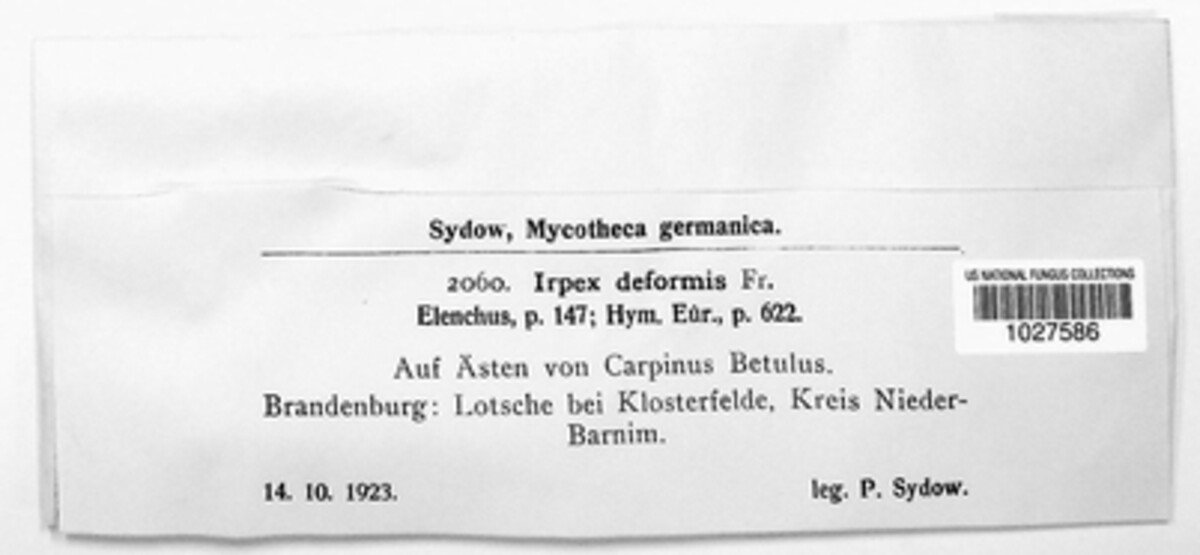 Sydow, Mycotheca germanica.
2060. Irpex deformis Fr.
Elenchus, p. 147; Hym. Eur., p. 622.
Auf Ästen von Carpinus Betulus.
Brandenburg: Lotsche bei Klosterfelde, Kreis Nieder-
Barnim.
14. 10. 1923.
leg. P. Sydow.
US NATIONAL FUNGUS COLLECTIONS
1027586